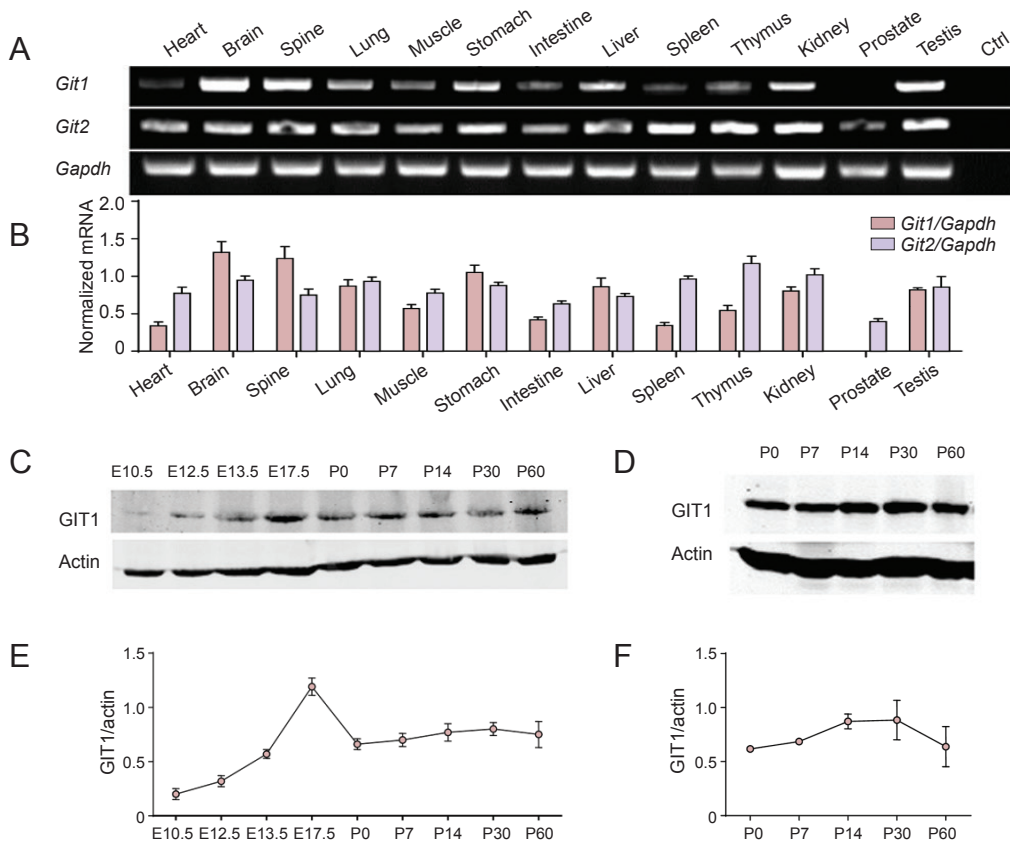 A
Heart Brain Spine Lung Muscle Stomach Intestine Liver Spleen Thymus Kidney Prostate Testis Ctrl
Git1
Git2
Gapdh
B
Normalized mRNA
2.0
1.5
1.0
0.5
0
Git1/Gapdh
Git2/Gapdh
Heart Brain Spine Lung Muscle Stomach Intestine Liver Spleen Thymus Kidney Prostate Testis
C
E10.5 E12.5 E13.5 E17.5 P0 P7 P14 P30 P60
GIT1
Actin
D
P0 P7 P14 P30 P60
GIT1
Actin
E
GIT1/actin
1.5
1.0
0.5
0
E10.5 E12.5 E13.5 E17.5 P0 P7 P14 P30 P60
F
GIT1/actin
1.5
1.0
0.5
0
P0 P7 P14 P30 P60